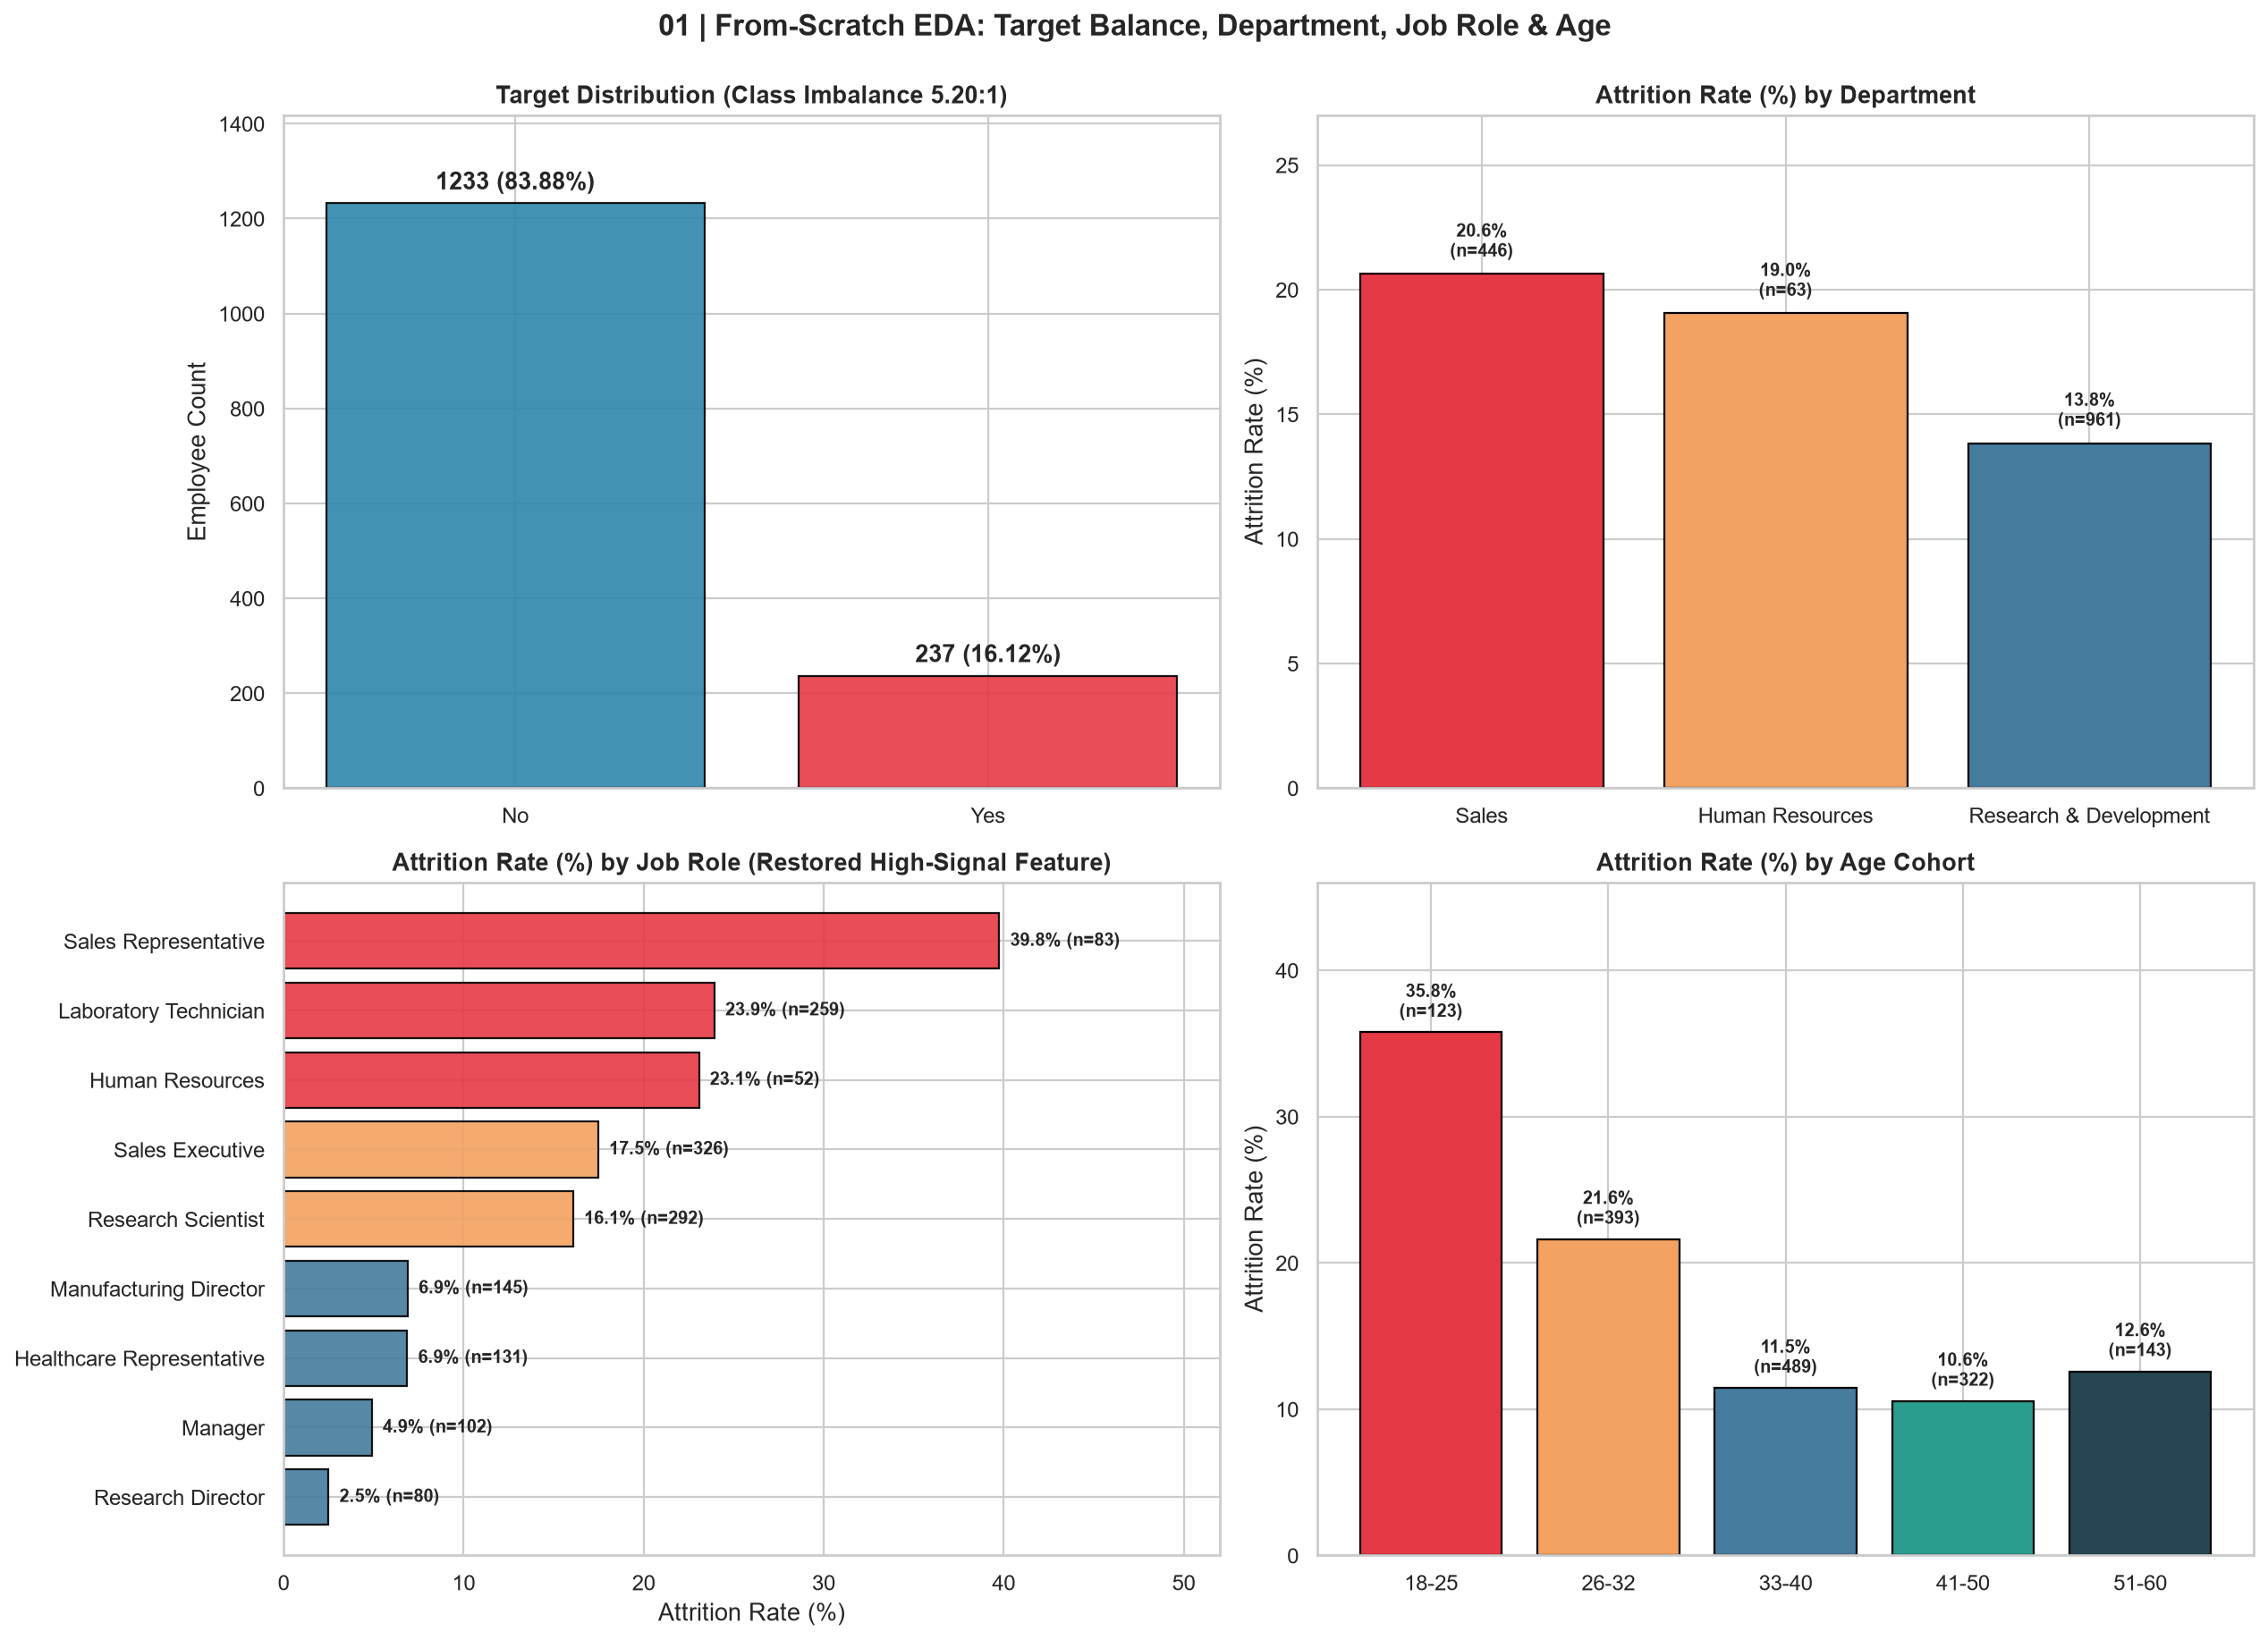 01 | From-Scratch EDA: Target Balance, Department, Job Role & Age
Target Distribution (Class Imbalance 5.20:1)
1400
1200
1000
800
600
400
200
0
Employee Count
1233 (83.88%)
237 (16.12%)
No
Yes
Attrition Rate (%) by Department
25
20
15
10
5
0
Attrition Rate (%)
20.6%
(n=446)
19.0%
(n=63)
13.8%
(n=961)
Sales
Human Resources
Research & Development
Attrition Rate (%) by Job Role (Restored High-Signal Feature)
Sales Representative
39.8% (n=83)
Laboratory Technician
23.9% (n=259)
Human Resources
23.1% (n=52)
Sales Executive
17.5% (n=326)
Research Scientist
16.1% (n=292)
Manufacturing Director
6.9% (n=145)
Healthcare Representative
6.9% (n=131)
Manager
4.9% (n=102)
Research Director
2.5% (n=80)
0
10
20
30
40
50
Attrition Rate (%)
Attrition Rate (%) by Age Cohort
40
30
20
10
0
Attrition Rate (%)
35.8%
(n=123)
21.6%
(n=393)
11.5%
(n=489)
10.6%
(n=322)
12.6%
(n=143)
18-25
26-32
33-40
41-50
51-60